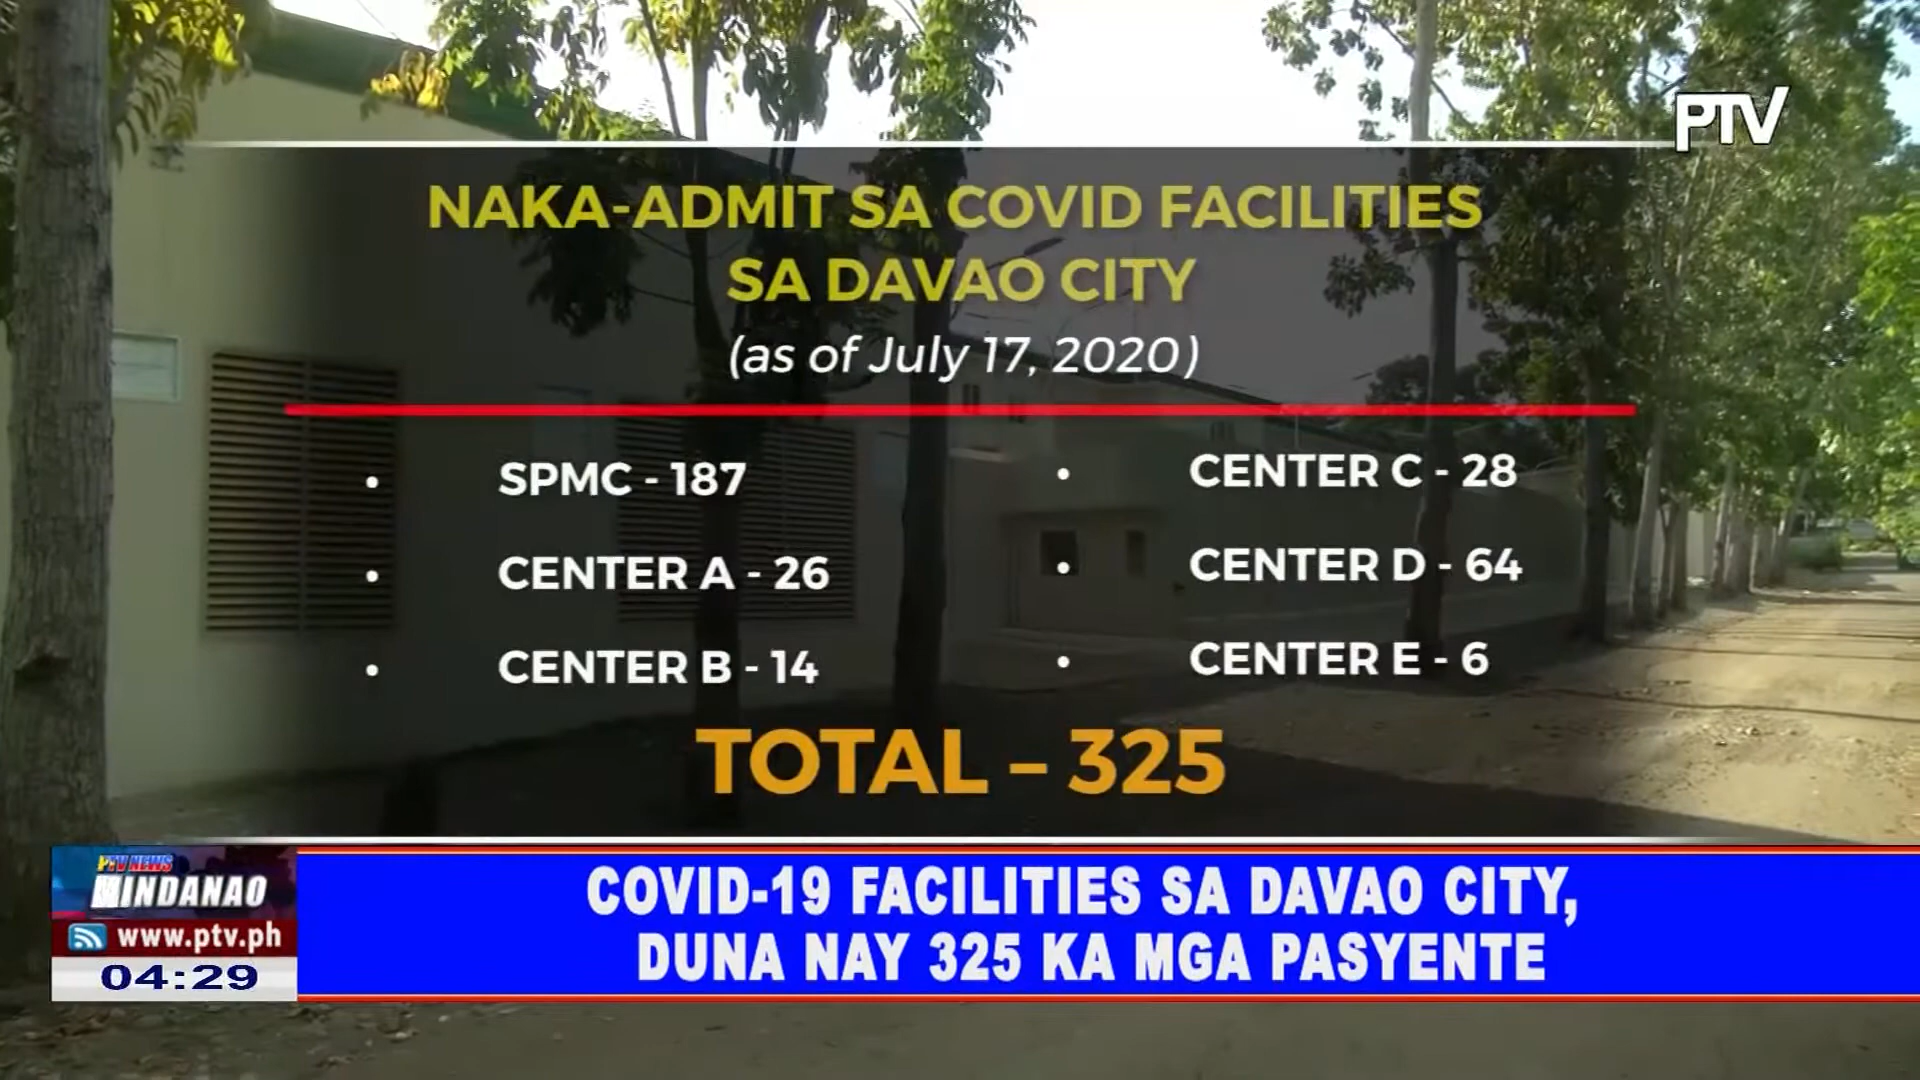 PTV
NAKA-ADMIT SA COVID FACILITIES
SA DAVAO CITY
(as of July 17, 2020)
• SPMC - 187
• CENTER A - 26
• CENTER B - 14
• CENTER C - 28
• CENTER D - 64
• CENTER E - 6
TOTAL – 325
PTV NEWS
MINDANAO
www.ptv.ph
04:29
COVID-19 FACILITIES SA DAVAO CITY,
DUNA NAY 325 KA MGA PASYENTE